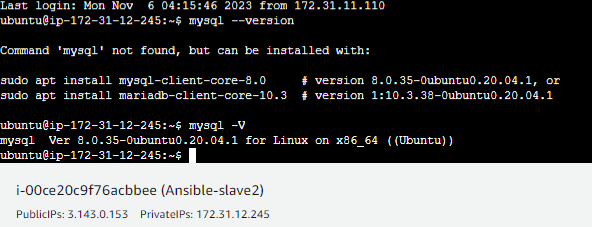 Last login: Mon Nov  6 04:15:46 2023 from 172.31.11.110
ubuntu@ip-172-31-12-245:~$ mysql --version
Command 'mysql' not found, but can be installed with:
sudo apt install mysql-client-core-8.0     # version 8.0.35-0ubuntu0.20.04.1, or
sudo apt install mariadb-client-core-10.3  # version 1:10.3.38-0ubuntu0.20.04.1
ubuntu@ip-172-31-12-245:~$ mysql -V
mysql  Ver 8.0.35-0ubuntu0.20.04.1 for Linux on x86_64 ((Ubuntu))
ubuntu@ip-172-31-12-245:~$
i-00ce20c9f76acbbee (Ansible-slave2)
PublicIPs: 3.143.0.153    PrivateIPs: 172.31.12.245